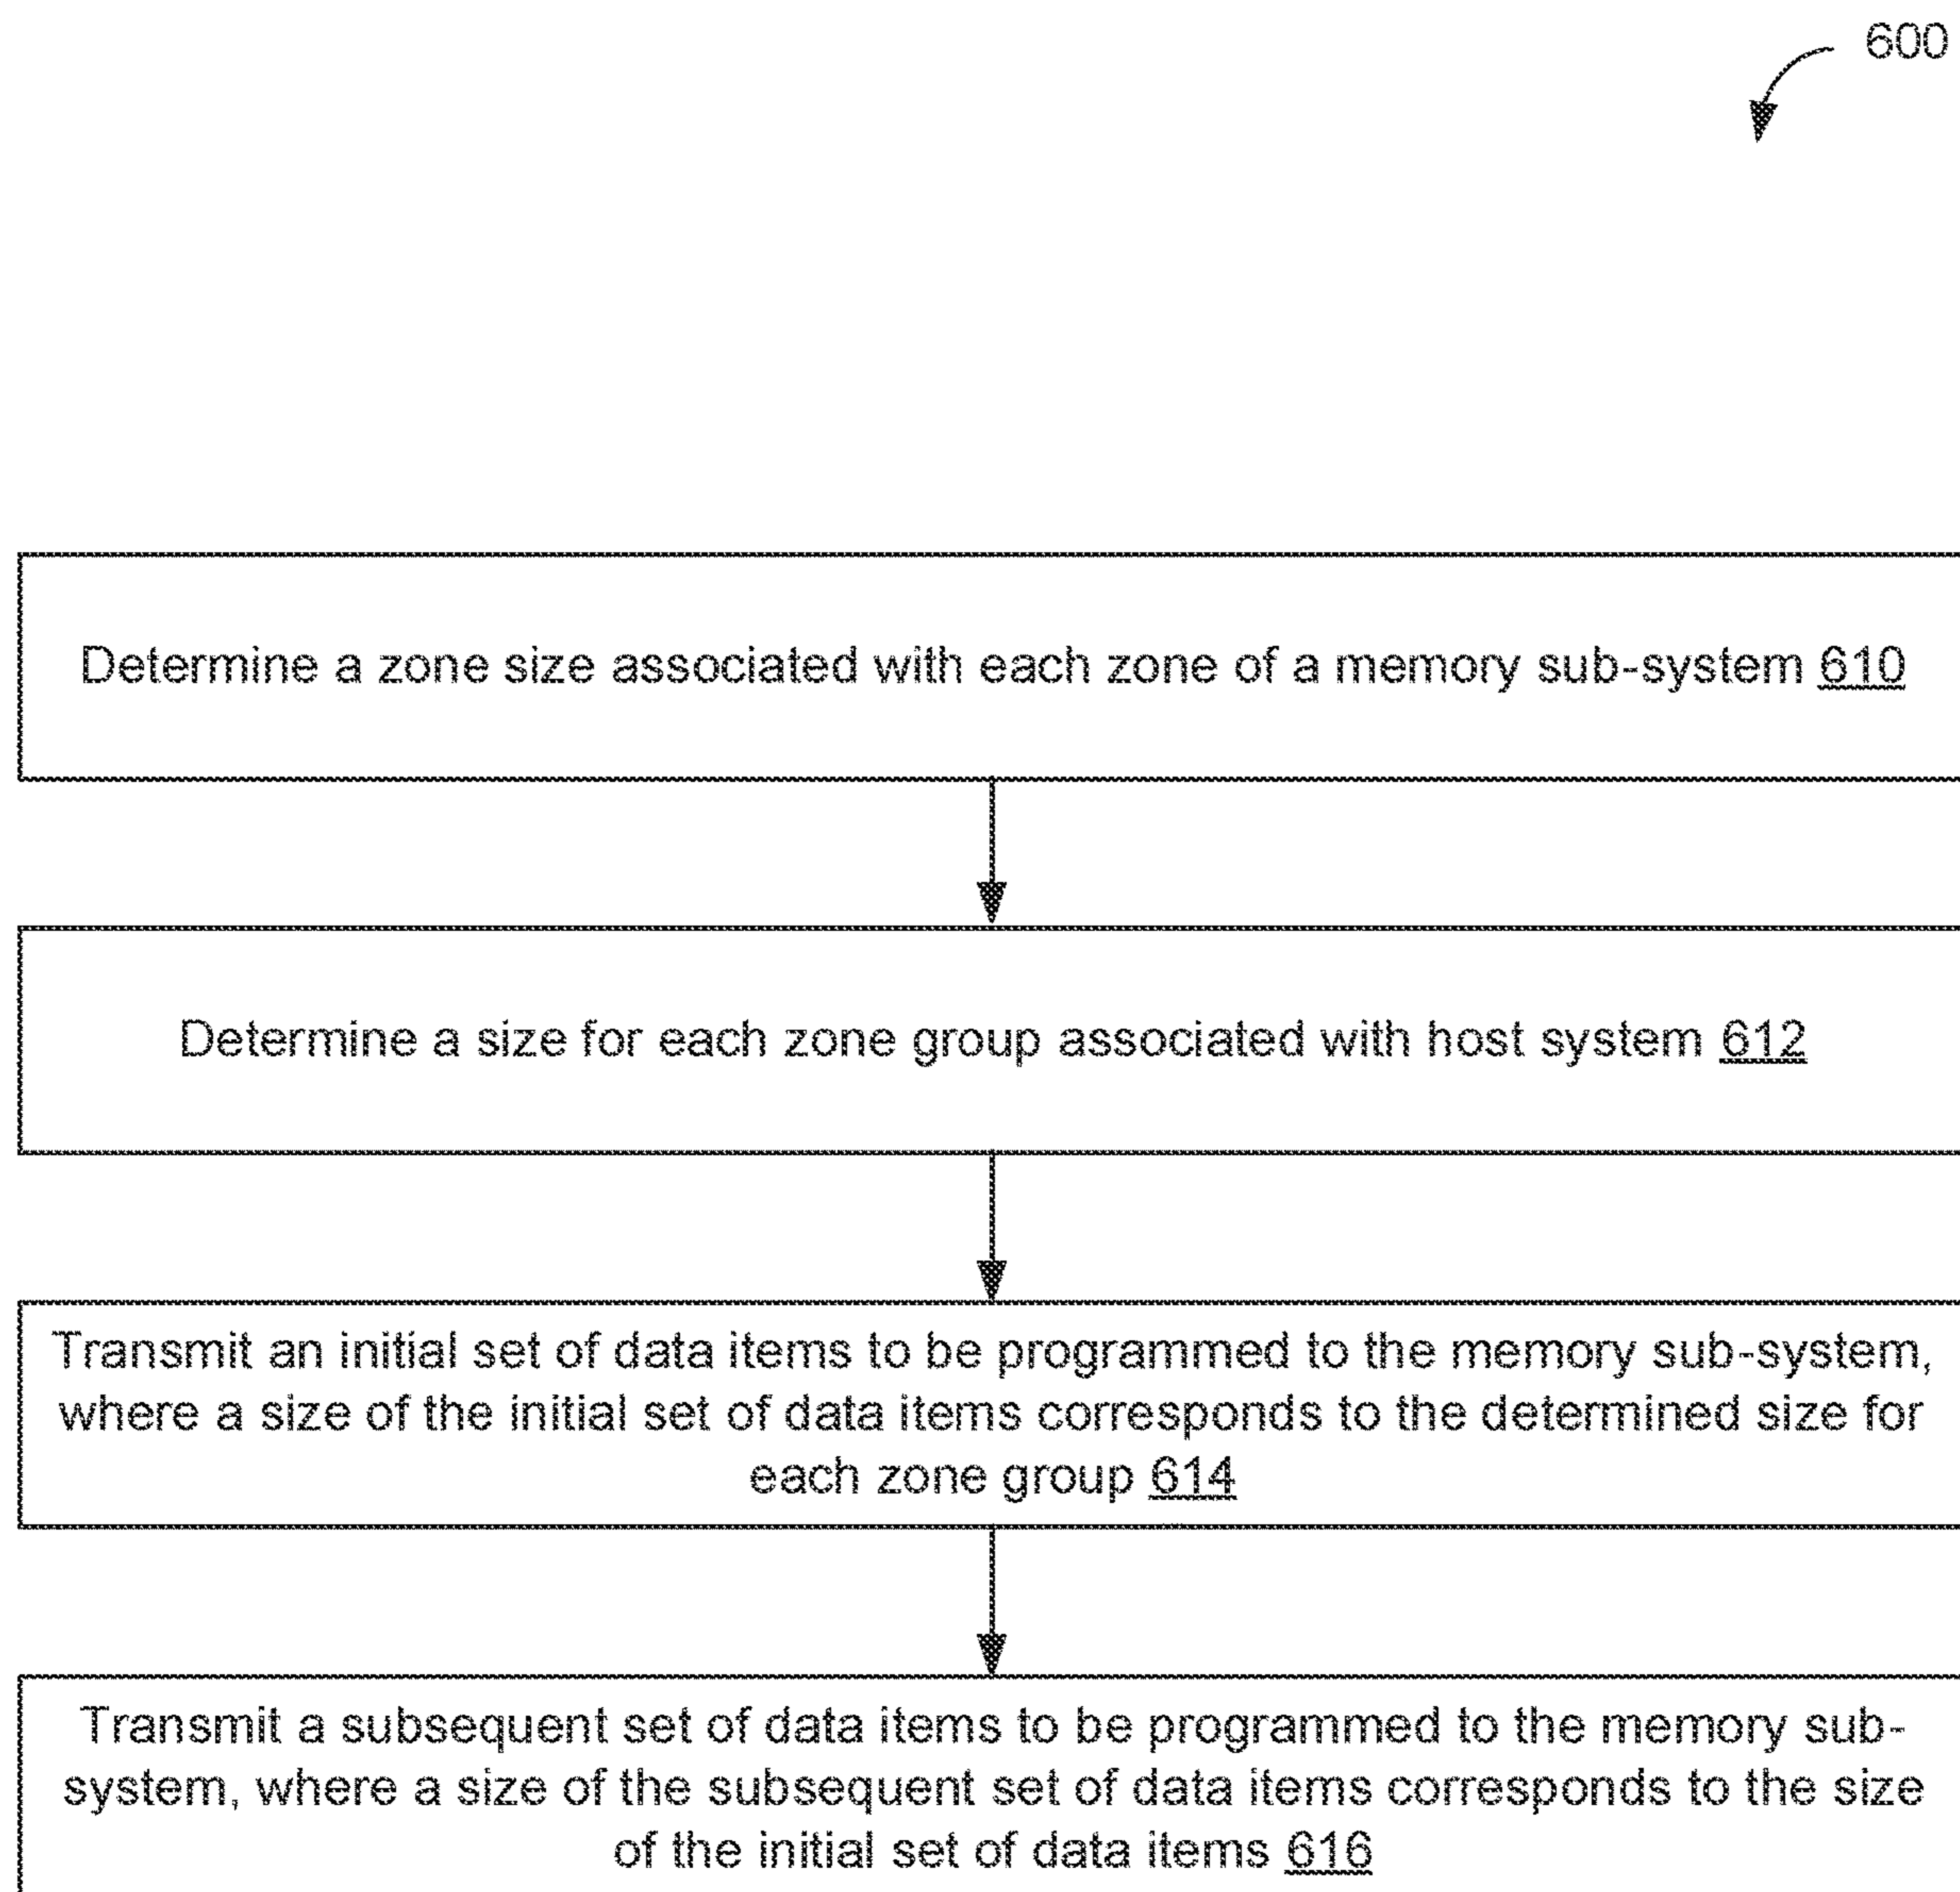 600
Determine a zone size associated with each zone of a memory sub-system 610
Determine a size for each zone group associated with host system 612
Transmit an initial set of data items to be programmed to the memory sub-system,
where a size of the initial set of data items corresponds to the determined size for
each zone group 614
Transmit a subsequent set of data items to be programmed to the memory sub-
system, where a size of the subsequent set of data items corresponds to the size
of the initial set of data items 616